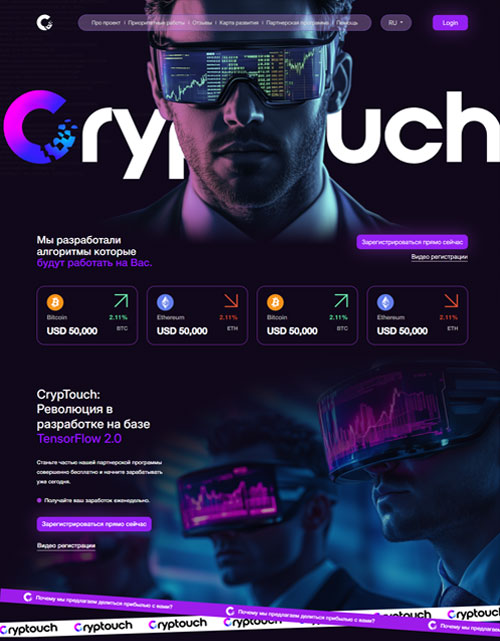 Про проект | Приоритетные работы | Отзывы | Карта развития | Партнерская программа | Помощь
RU
Login
Cryptouch
Мы разработали
алгоритмы которые
будут работать на Вас.
Зарегистрироваться прямо сейчас
Видео регистрации
Bitcoin 2.11%
USD 50,000 BTC
Ethereum 2.11%
USD 50,000 ETH
Bitcoin 2.11%
USD 50,000 BTC
Ethereum 2.11%
USD 50,000 ETH
CrypTouch:
Революция в
разработке на базе
TensorFlow 2.0
Станьте частью нашей партнерской программы
совершенно бесплатно и начните зарабатывать
уже сегодня.
Получайте ваш заработок еженедельно.
Зарегистрироваться прямо сейчас
Видео регистрации
Почему мы предлагаем делиться прибылью с вами?
Почему мы предлагаем делиться прибылью с вами?
Почему мы предлагаем
Cryptouch Cryptouch Cryptouch Cryptouch Cryptouch